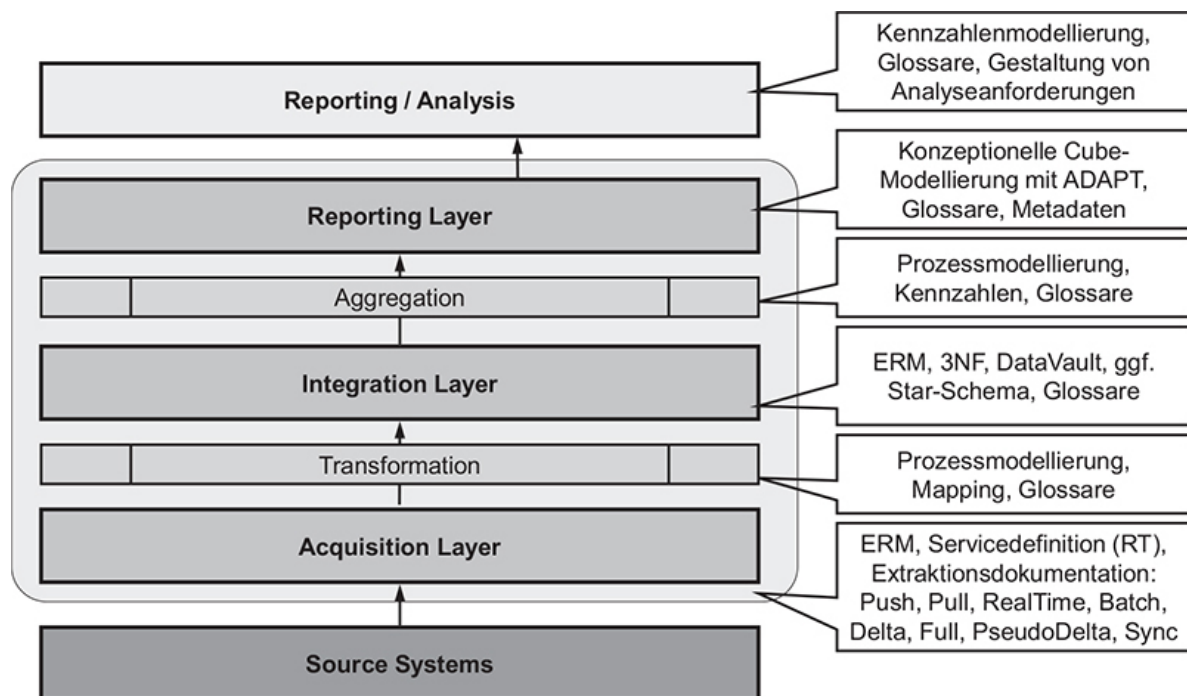 Kennzahlenmodellierung,
Glossare, Gestaltung von
Analyseanforderungen
Reporting / Analysis
Konzeptionelle Cube-
Modellierung mit ADAPT,
Glossare, Metadaten
Reporting Layer
Prozessmodellierung,
Kennzahlen, Glossare
Aggregation
ERM, 3NF, DataVault, ggf.
Star-Schema, Glossare
Integration Layer
Prozessmodellierung,
Mapping, Glossare
Transformation
ERM, Servicedefinition (RT),
Extraktionsdokumentation:
Push, Pull, RealTime, Batch,
Delta, Full, PseudoDelta, Sync
Acquisition Layer
Source Systems